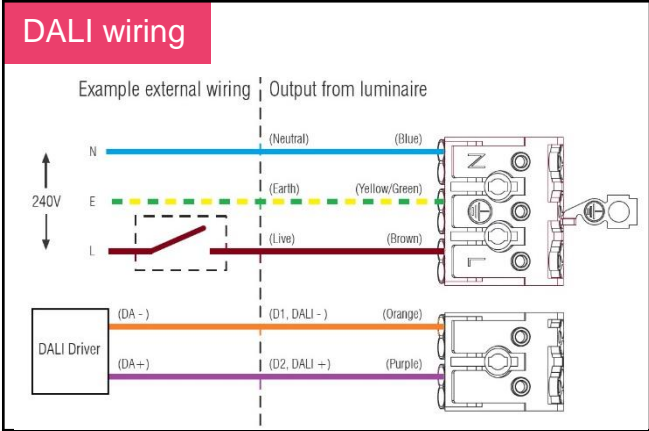 DALI wiring
Example external wiring
Output from luminaire
N
(Neutral)
(Blue)
N
240V
E
(Earth)
(Yellow/Green)
L
(Live)
(Brown)
L
DALI Driver
(DA - )
(D1, DALI - )
(Orange)
(DA+)
(D2, DALI +)
(Purple)